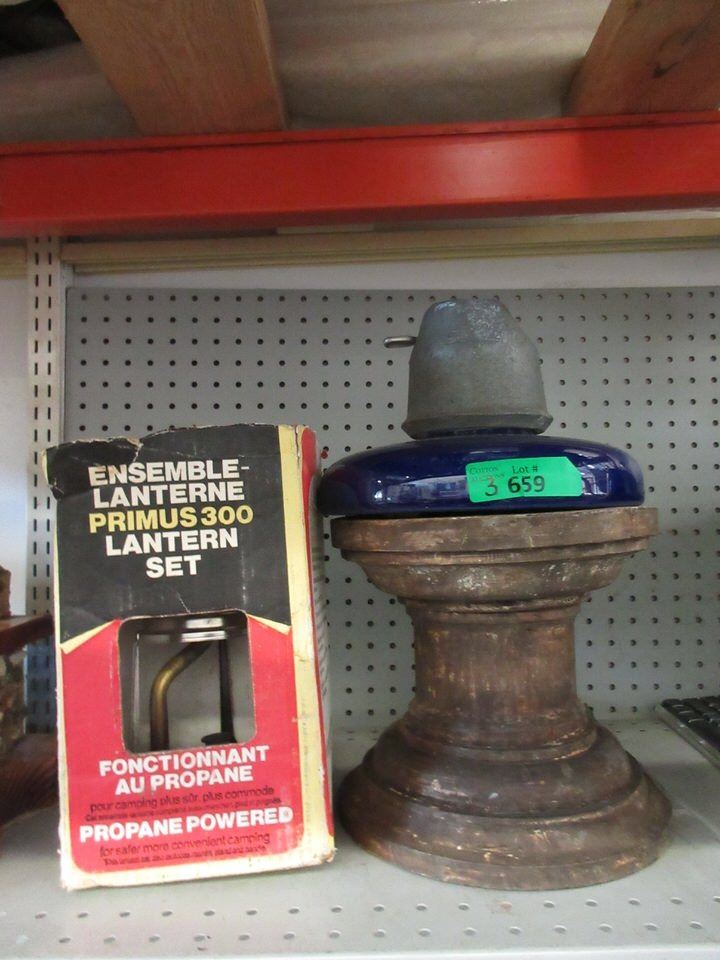 ENSEMBLE-
LANTERNE
PRIMUS 300
LANTERN
SET
FONCTIONNANT
AU PROPANE
pour camping plus sûr, plus commode
PROPANE POWERED
for safer more convenient camping
Lot #
3 659